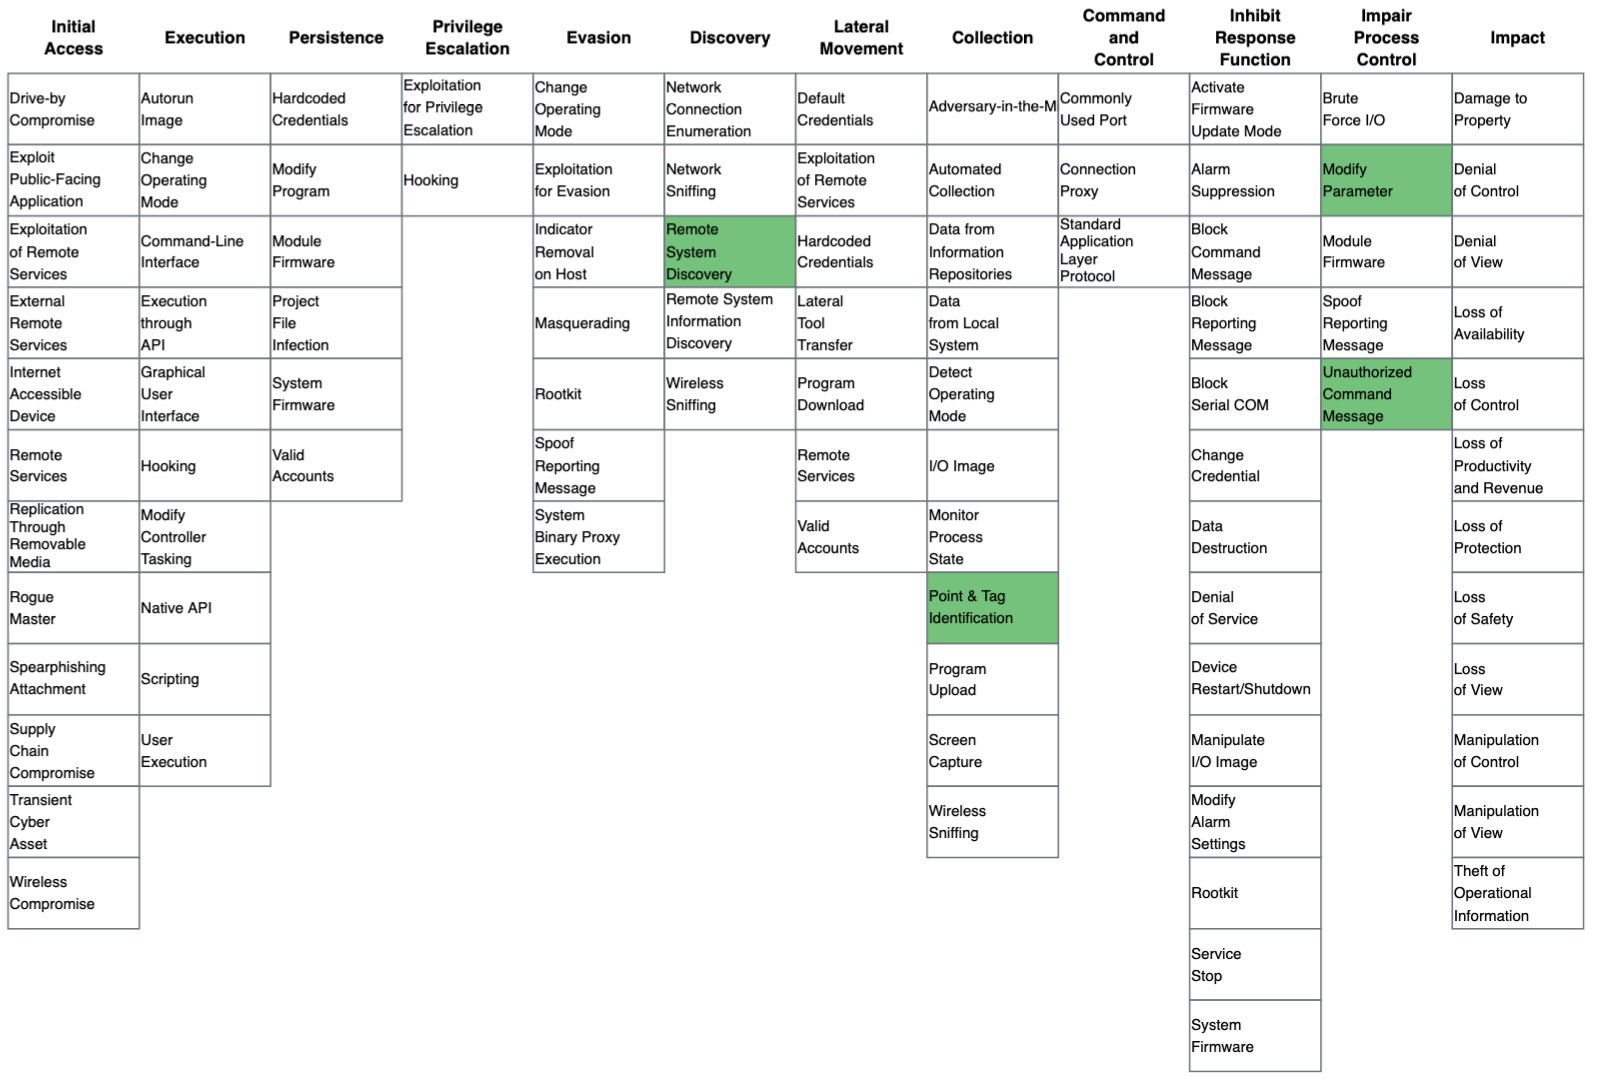 Initial
Access
Execution
Persistence
Privilege
Escalation
Evasion
Discovery
Lateral
Movement
Collection
Command
and
Control
Inhibit
Response
Function
Impair
Process
Control
Impact
Drive-by
Compromise
Autorun
Image
Hardcoded
Credentials
Exploitation
for Privilege
Escalation
Change
Operating
Mode
Network
Connection
Enumeration
Default
Credentials
Adversary-in-the-M
Commonly
Used Port
Activate
Firmware
Update Mode
Brute
Force I/O
Damage to
Property
Exploit
Public-Facing
Application
Change
Operating
Mode
Modify
Program
Hooking
Exploitation
for Evasion
Network
Sniffing
Exploitation
of Remote
Services
Automated
Collection
Connection
Proxy
Alarm
Suppression
Modify
Parameter
Denial
of Control
Exploitation
of Remote
Services
Command-Line
Interface
Module
Firmware
Indicator
Removal
on Host
Remote
System
Discovery
Hardcoded
Credentials
Data from
Information
Repositories
Standard
Application
Layer
Protocol
Block
Command
Message
Module
Firmware
Denial
of View
External
Remote
Services
Execution
through
API
Project
File
Infection
Masquerading
Remote System
Information
Discovery
Lateral
Tool
Transfer
Data
from Local
System
Block
Reporting
Message
Spoof
Reporting
Message
Loss of
Availability
Internet
Accessible
Device
Graphical
User
Interface
System
Firmware
Rootkit
Wireless
Sniffing
Program
Download
Detect
Operating
Mode
Block
Serial COM
Unauthorized
Command
Message
Loss
of Control
Remote
Services
Hooking
Valid
Accounts
Spoof
Reporting
Message
Remote
Services
I/O Image
Change
Credential
Loss of
Productivity
and Revenue
Replication
Through
Removable
Media
Modify
Controller
Tasking
System
Binary Proxy
Execution
Valid
Accounts
Monitor
Process
State
Data
Destruction
Loss of
Protection
Rogue
Master
Native API
Point & Tag
Identification
Denial
of Service
Loss
of Safety
Spearphishing
Attachment
Scripting
Program
Upload
Device
Restart/Shutdown
Loss
of View
Supply
Chain
Compromise
User
Execution
Screen
Capture
Manipulate
I/O Image
Manipulation
of Control
Transient
Cyber
Asset
Wireless
Sniffing
Modify
Alarm
Settings
Manipulation
of View
Wireless
Compromise
Rootkit
Theft of
Operational
Information
Service
Stop
System
Firmware